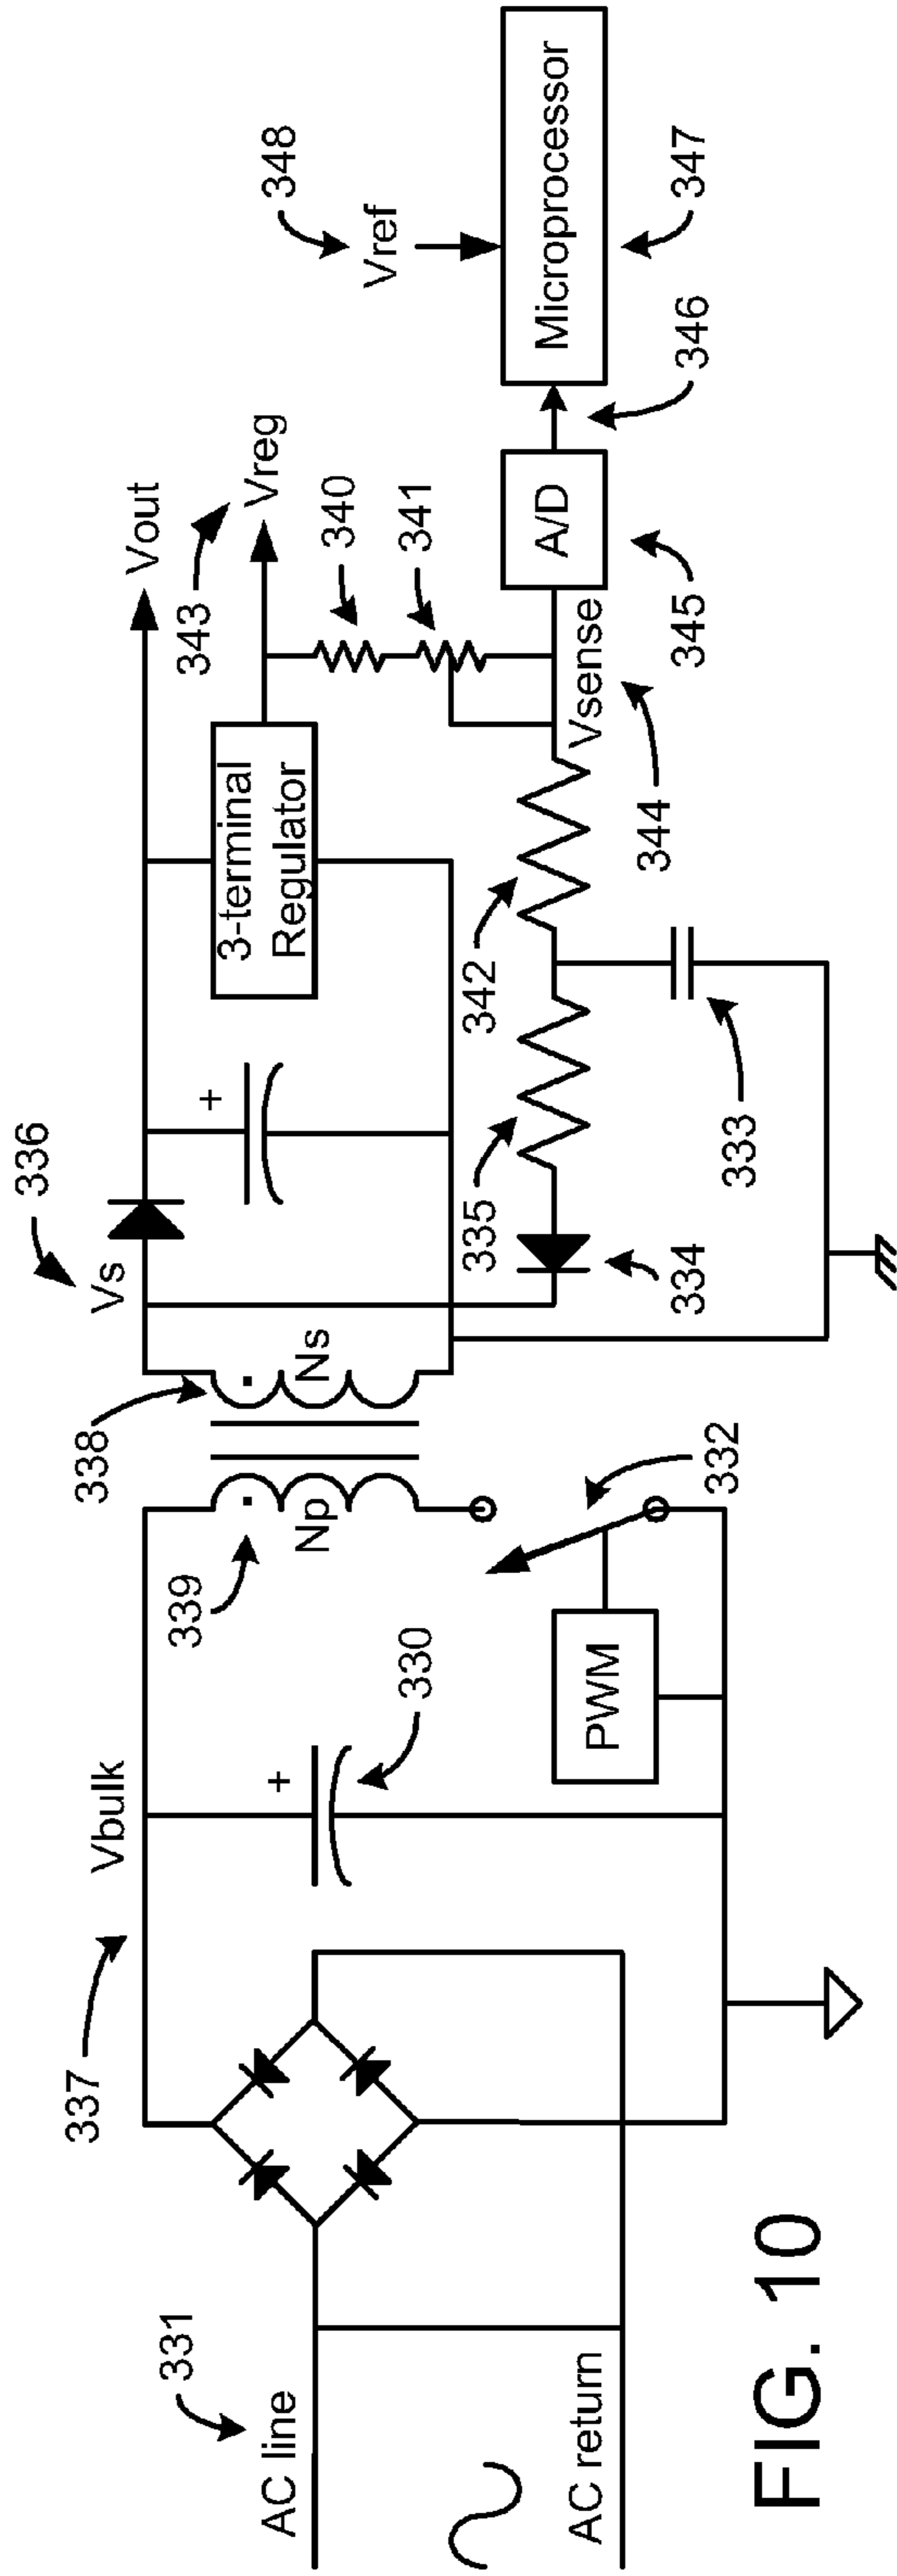 336
Vs
Vout
343
Vreg
348
Vref
340
341
3-terminal
Regulator
+
338
Ns
342
335
334
333
Vsense
344
A/D
345
346
Microprocessor
347
337
Vbulk
339
Np
+
330
PWM
332
331
AC line
AC return
FIG. 10